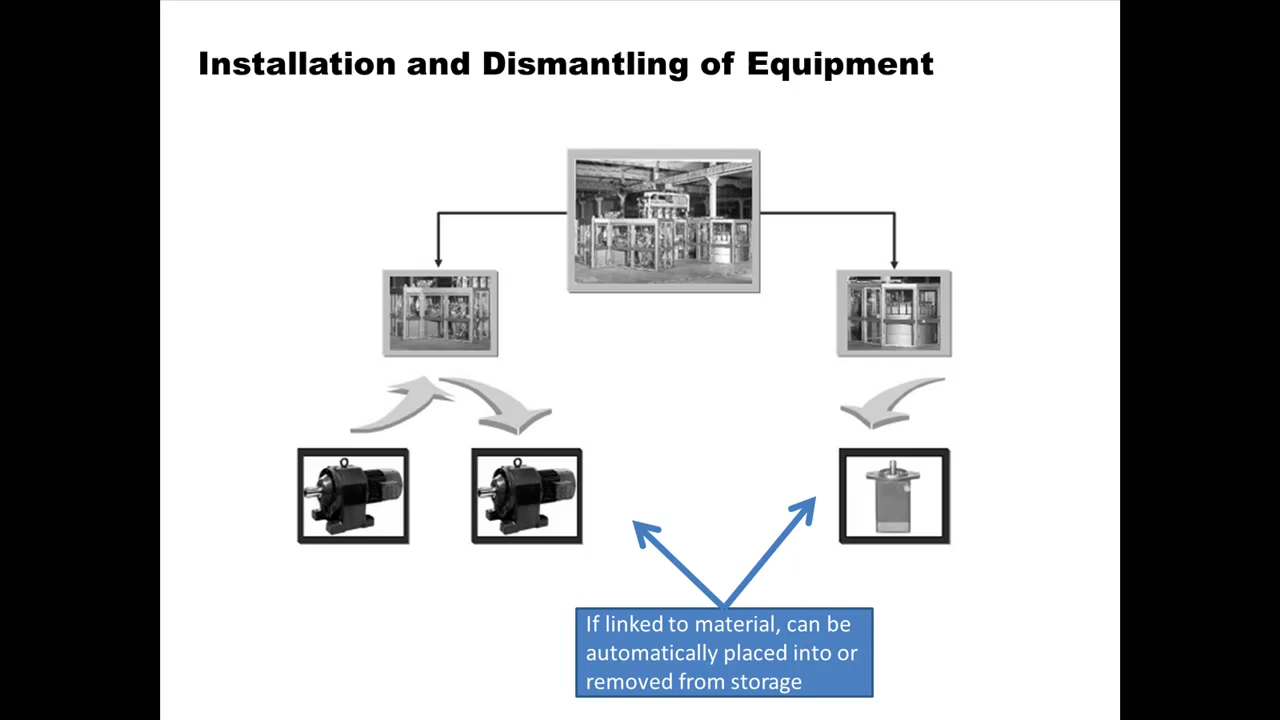 Installation and Dismantling of Equipment
If linked to material, can be
automatically placed into or
removed from storage